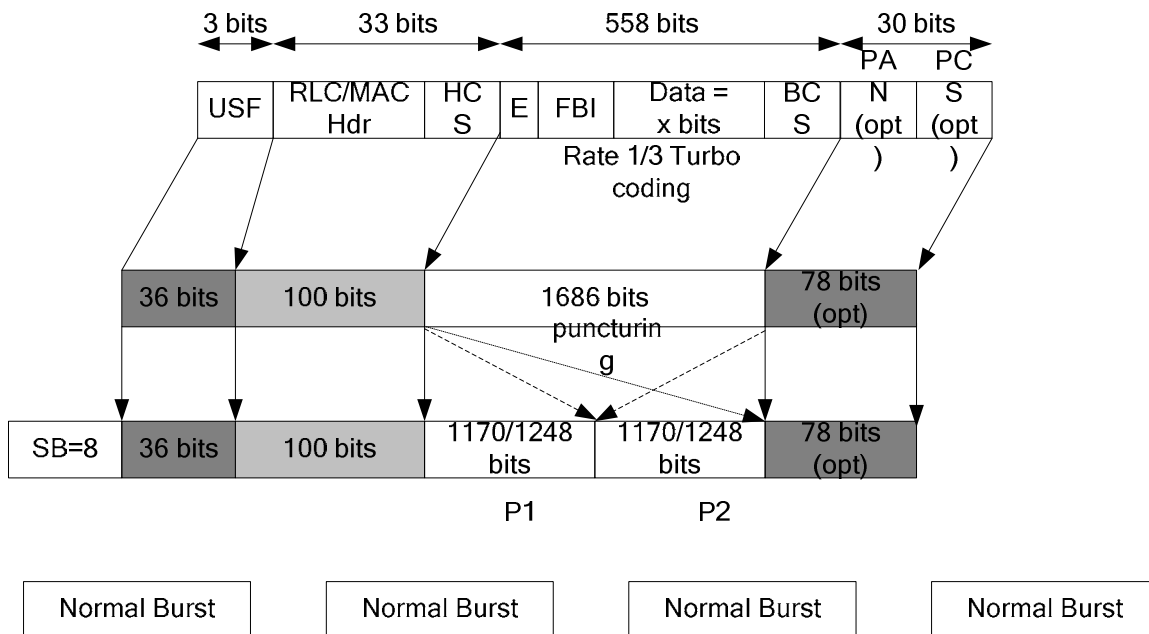 3 bits 33 bits 558 bits 30 bits
USF
RLC/MAC
Hdr
HC
S
E
FBI
Data =
x bits
BC
S
PA
N
(opt
)
PC
S
(opt
)
Rate 1/3 Turbo
coding
36 bits
100 bits
1686 bits
78 bits
(opt)
puncturin
g
SB=8
36 bits
100 bits
1170/1248
bits
1170/1248
bits
78 bits
(opt)
P1
P2
Normal Burst
Normal Burst
Normal Burst
Normal Burst